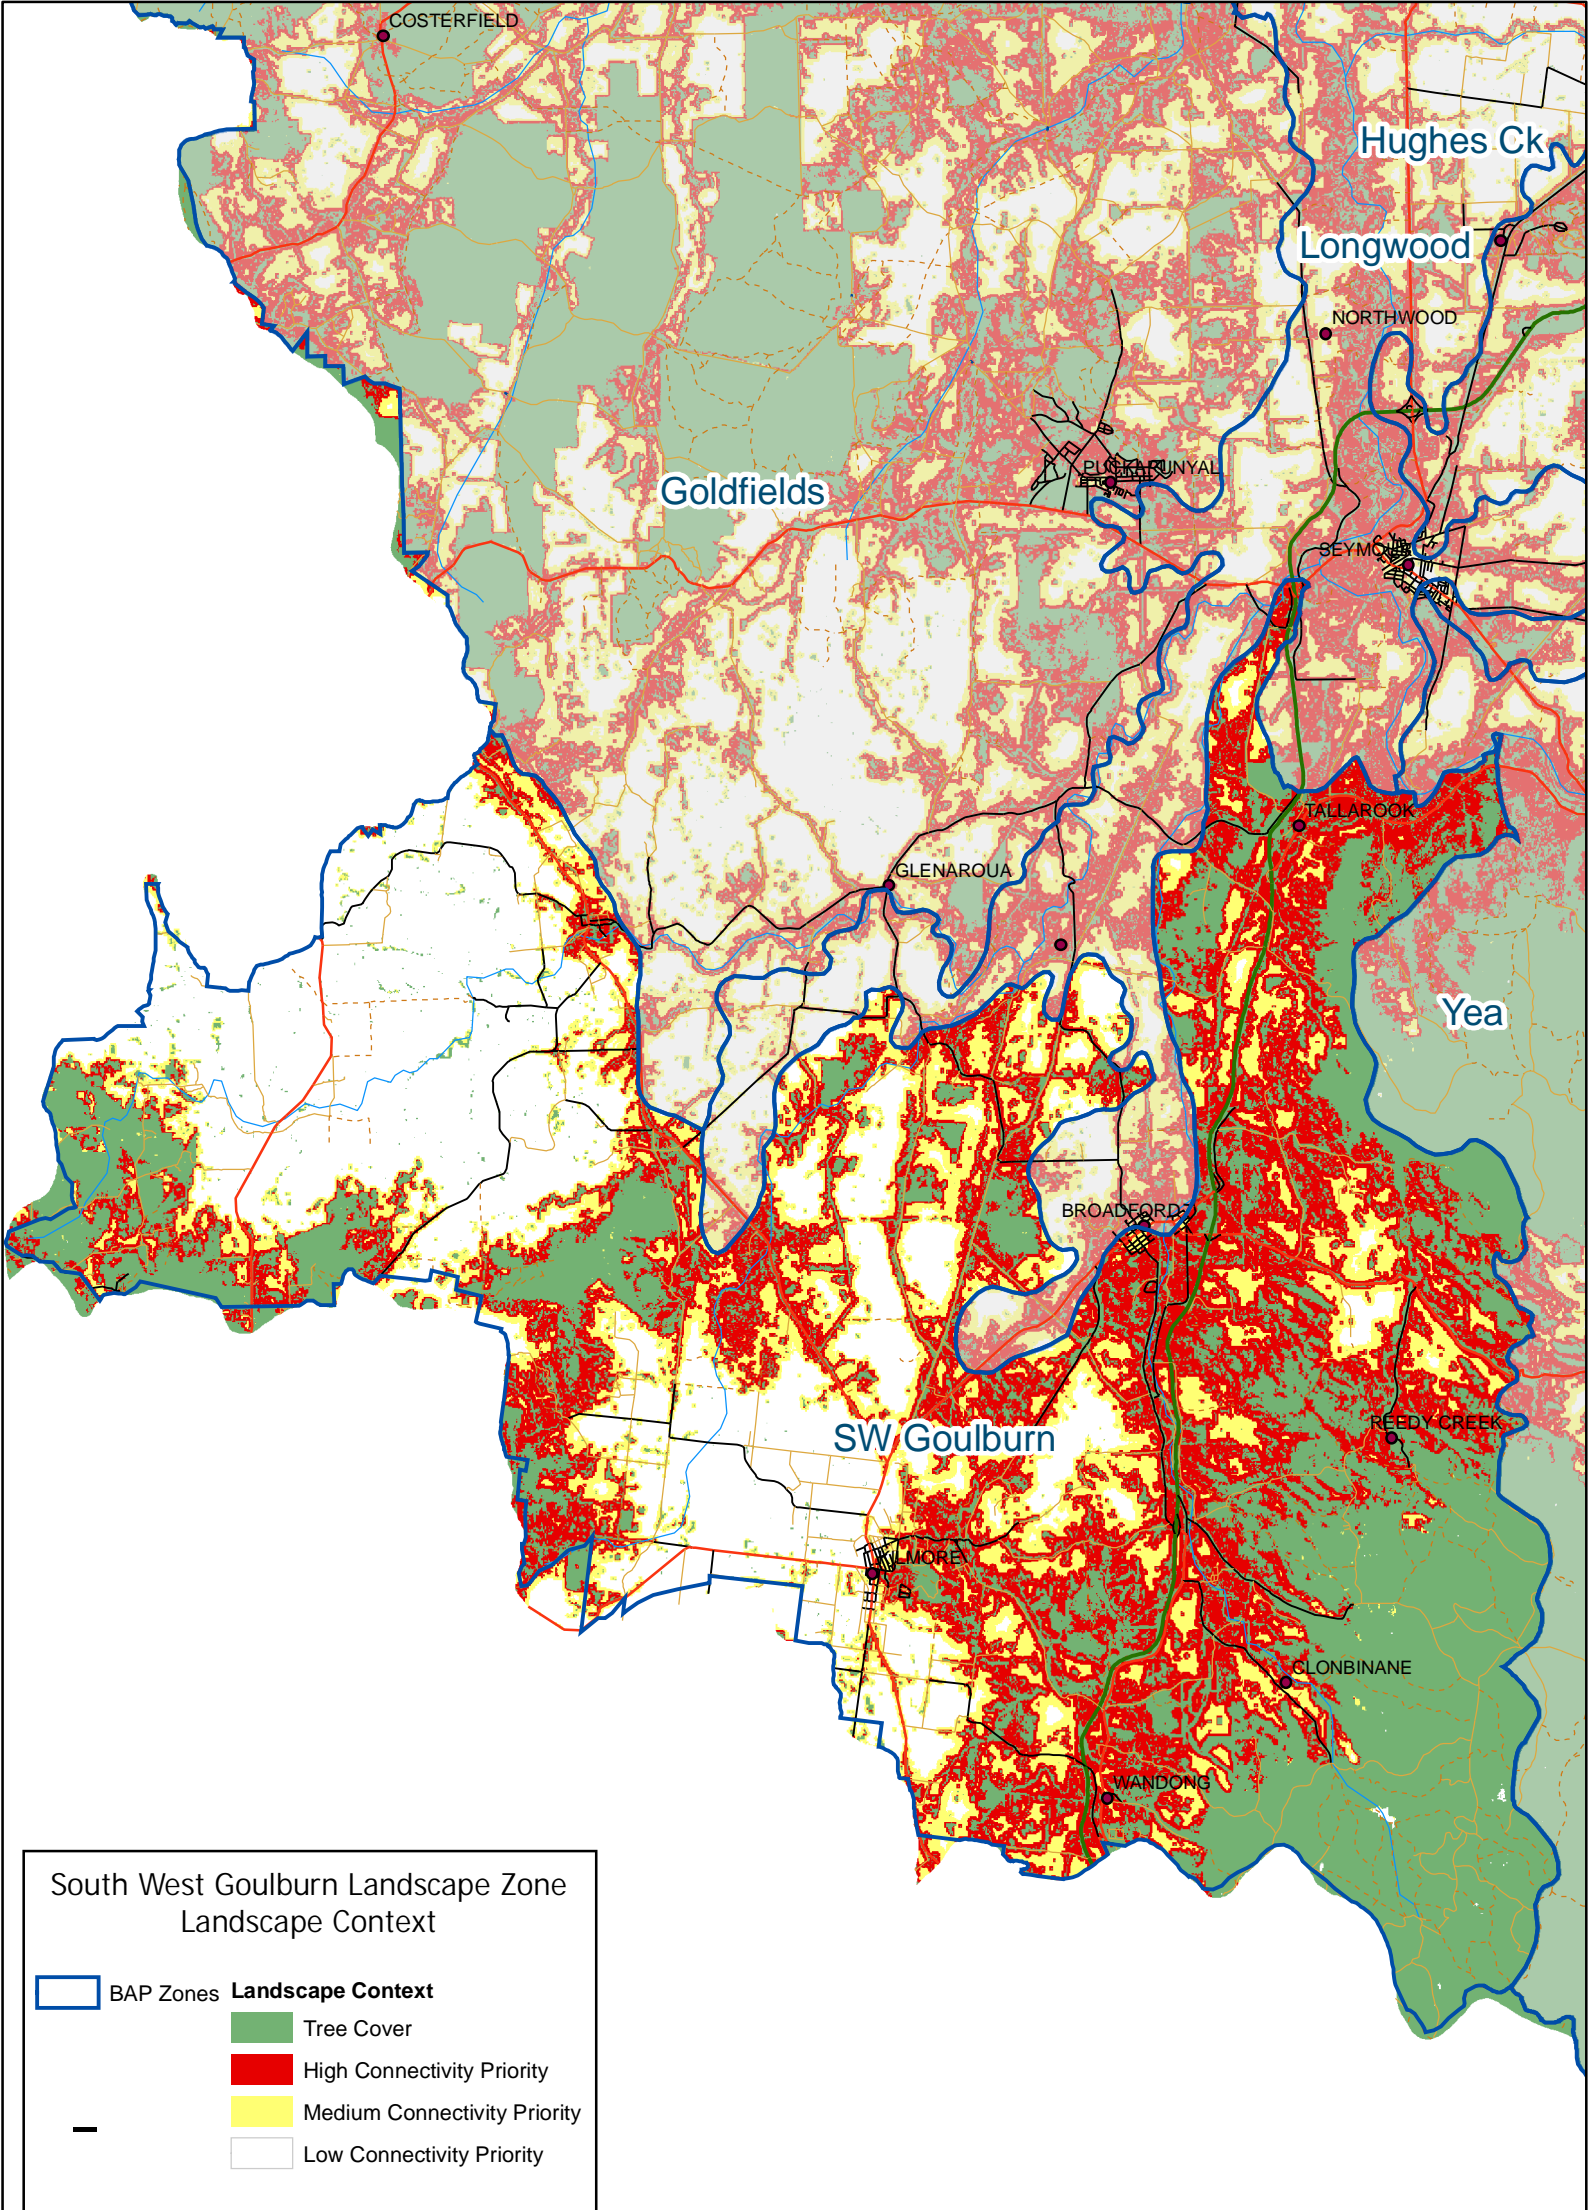 COSTERFIELD
Hughes Ck
Longwood
NORTHWOOD
PUCKAPUNYAL
Goldfields
SEYMOUR
TALLAROOK
GLENAROUA
Yea
BROADFORD
REEDY CREEK
SW Goulburn
KILMORE
CLONBINANE
WANDONG
South West Goulburn Landscape Zone
Landscape Context
BAP Zones
Landscape Context
Tree Cover
High Connectivity Priority
Medium Connectivity Priority
Low Connectivity Priority